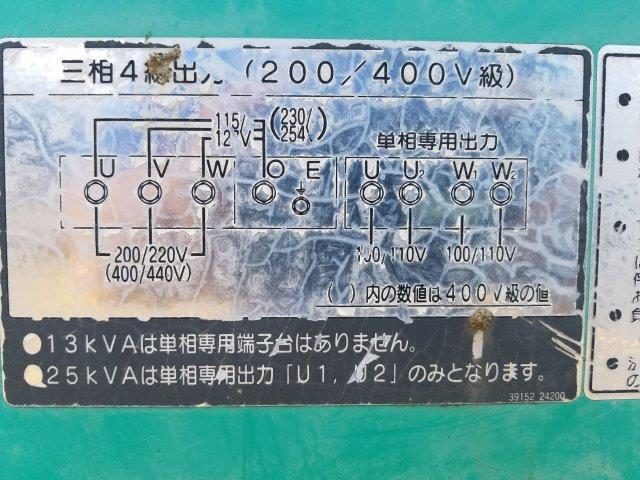 三相4線出力 (200/400V級)
115/(230/
12 V 254V)
単相専用出力
U V W O E U U₂ W₁ W₂
200/220V
(400/440V)
100/110V 100/110V
( )内の数値は400V級の値
●13kVAは単相専用端子台はありません。
●25kVAは単相専用出力「U1,U2」のみとなります。
39152 24200